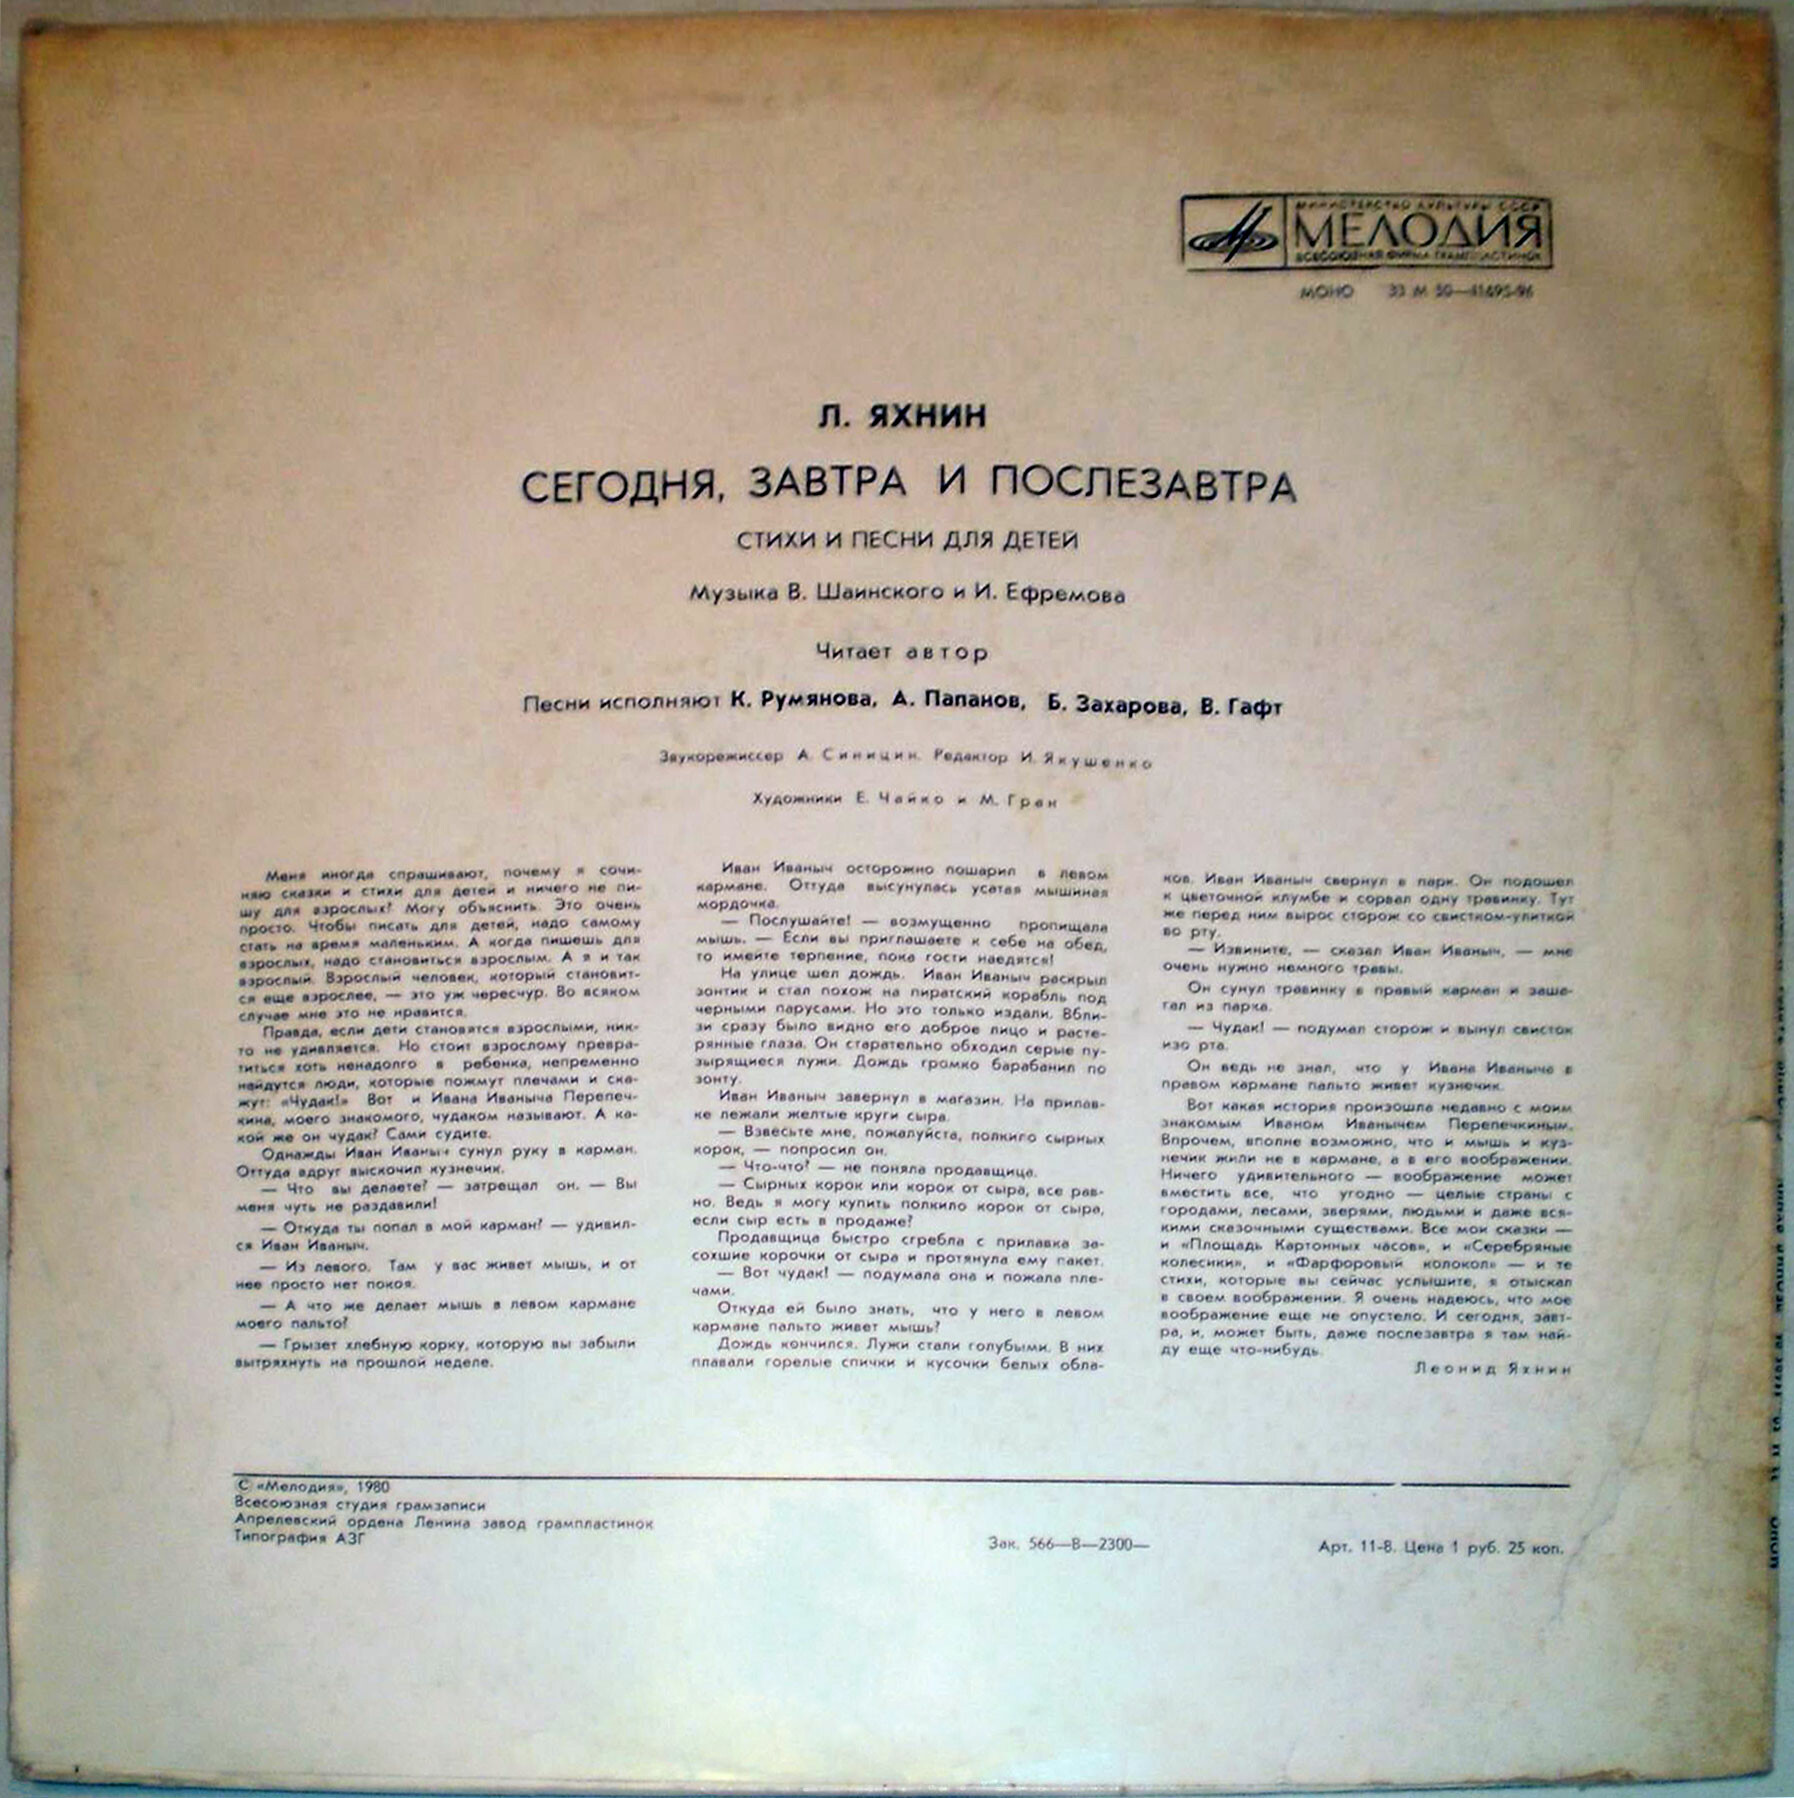 МИНИСТЕРСТВО КУЛЬТУРЫ СССР
МЕЛОДИЯ
ВСЕСОЮЗНАЯ ФИРМА ГРАМПЛАСТИНОК
МОНО 33 М 50—41695-96
Л. ЯХНИН
СЕГОДНЯ, ЗАВТРА И ПОСЛЕЗАВТРА
СТИХИ И ПЕСНИ ДЛЯ ДЕТЕЙ
Музыка В. Шаинского и И. Ефремова
Читает автор
Песни исполняют К. Румянова, А. Папанов, Б. Захарова, В. Гафт
Звукорежиссер А. Синицин. Редактор И. Якушенко
Художники Е. Чайко и М. Гран
Меня иногда спрашивают, почему я сочи-
няю сказки и стихи для детей и ничего не пи-
шу для взрослых? Могу объяснить. Это очень
просто. Чтобы писать для детей, надо самому
стать на время маленьким. А когда пишешь для
взрослых, надо становиться взрослым. А я и так
взрослый. Взрослый человек, который становит-
ся еще взрослее, — это уж чересчур. Во всяком
случае мне это не нравится.
Правда, если дети становятся взрослыми, ник-
то не удивляется. Но стоит взрослому превра-
титься хоть ненадолго в ребенка, непременно
найдутся люди, которые пожмут плечами и ска-
жут: «Чудак!» Вот и Ивана Иваныча Перепеч-
кина, моего знакомого, чудаком называют. А ка-
кой же он чудак? Сами судите.
Однажды Иван Иваныч сунул руку в карман.
Оттуда вдруг выскочил кузнечик.
— Что вы делаете? — затрещал он. — Вы
меня чуть не раздавили!
— Откуда ты попал в мой карман? — удивил-
ся Иван Иваныч.
— Из левого. Там у вас живет мышь, и от
нее просто нет покоя.
— А что же делает мышь в левом кармане
моего пальто?
— Грызет хлебную корку, которую вы забыли
вытряхнуть на прошлой неделе.
Иван Иваныч осторожно пошарил в левом
кармане. Оттуда высунулась усатая мышиная
мордочка.
— Послушайте! — возмущенно пропищала
мышь. — Если вы приглашаете к себе на обед,
то имейте терпение, пока гости наедятся!
На улице шел дождь. Иван Иваныч раскрыл
зонтик и стал похож на пиратский корабль под
черными парусами. Но это только издали. Вбли-
зи сразу было видно его доброе лицо и расте-
рянные глаза. Он старательно обходил серые пу-
зырящиеся лужи. Дождь громко барабанил по
зонту.
Иван Иваныч завернул в магазин. На прилав-
ке лежали желтые круги сыра.
— Взвесьте мне, пожалуйста, полкило сырных
корок, — попросил он.
— Что-что? — не поняла продавщица.
— Сырных корок или корок от сыра, все рав-
но. Ведь я могу купить полкило корок от сыра,
если сыр есть в продаже?
Продавщица быстро сгребла с прилавка за-
сохшие корочки от сыра и протянула ему пакет.
— Вот чудак! — подумала она и пожала пле-
чами.
Откуда ей было знать, что у него в левом
кармане пальто живет мышь?
Дождь кончился. Лужи стали голубыми. В них
плавали горелые спички и кусочки белых обла-
ков. Иван Иваныч свернул в парк. Он подошел
к цветочной клумбе и сорвал одну травинку. Тут
же перед ним вырос сторож со свистком-улиткой
во рту.
— Извините, — сказал Иван Иваныч, — мне
очень нужно немного травы.
Он сунул травинку в правый карман и заша-
гал из парка.
— Чудак! — подумал сторож и вынул свисток
изо рта.
Он ведь не знал, что у Ивана Иваныча в
правом кармане пальто живет кузнечик.
Вот какая история произошла недавно с моим
знакомым Иваном Иванычем Перепечкиным.
Впрочем, вполне возможно, что и мышь и куз-
нечик жили не в кармане, а в его воображении.
Ничего удивительного — воображение может
вместить все, что угодно — целые страны с
городами, лесами, зверями, людьми и даже вся-
кими сказочными существами. Все мои сказки —
и «Площадь Картонных часов», и «Серебряные
колесики», и «Фарфоровый колокол» — и те
стихи, которые вы сейчас услышите, я отыскал
в своем воображении. Я очень надеюсь, что мое
воображение еще не опустело. И сегодня, завт-
ра, и, может быть, даже послезавтра я там най-
ду еще что-нибудь.
Леонид Яхнин
С «Мелодия», 1980
Всесоюзная студия грамзаписи
Апрелевский ордена Ленина завод грампластинок
Типография АЗГ
Зак. 566—В—2300—
Арт. 11-8. Цена 1 руб. 25 коп.